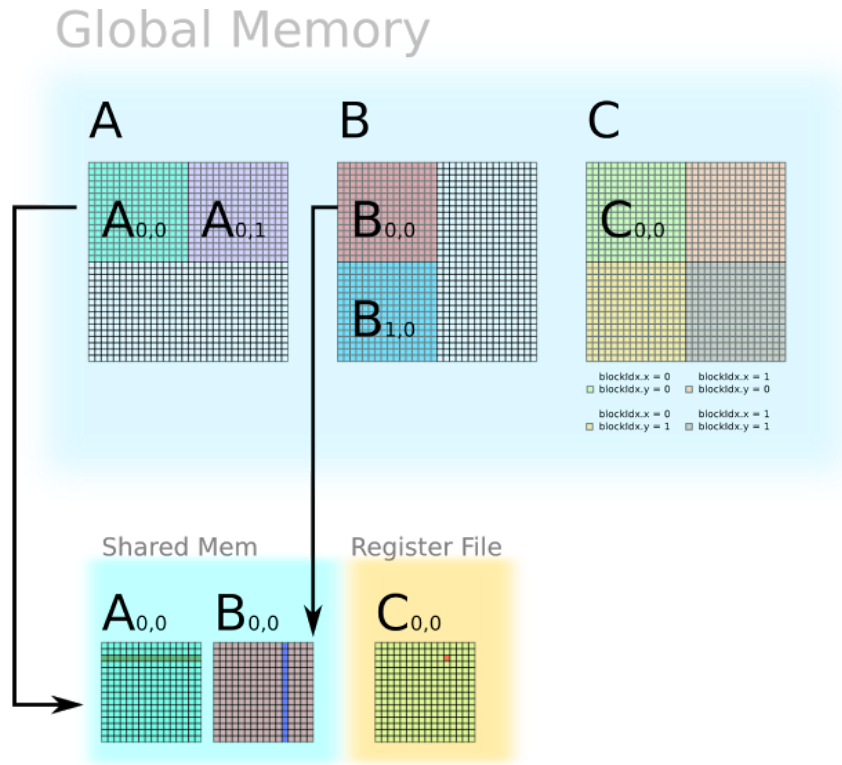 Global Memory
A B C
A0,0 A0,1 B0,0 C0,0
B1,0
blockIdx.x = 0 blockIdx.x = 1
blockIdx.y = 0 blockIdx.y = 0
blockIdx.x = 0 blockIdx.x = 1
blockIdx.y = 1 blockIdx.y = 1
Shared Mem Register File
A0,0 B0,0 C0,0